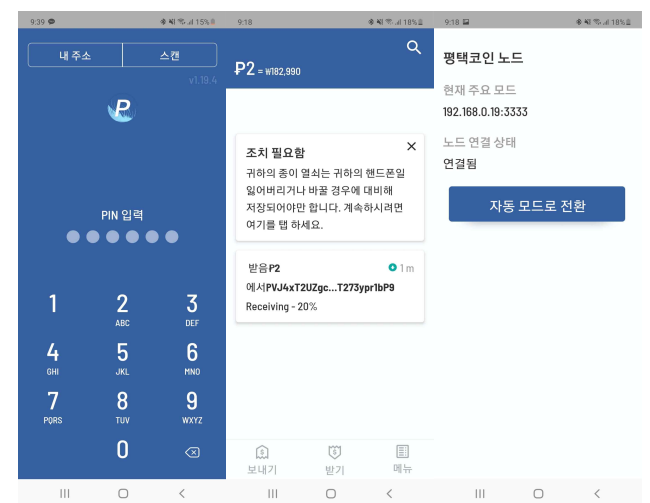 9:39
15%
내 주소
스캔
v1.19.4
P
PIN 입력
1
2
ABC
3
DEF
4
GHI
5
JKL
6
MNO
7
PQRS
8
TUV
9
WXYZ
0
9:18
18%
₽2 = ₩182,990
조치 필요함
귀하의 종이 열쇠는 귀하의 핸드폰일
잃어버리거나 바꿀 경우에 대비해
저장되어야만 합니다. 계속하시려면
여기를 탭 하세요.
받음₽2
1 m
에서PVJ4xT2UZgc...T273ypr1bP9
Receiving - 20%
보내기
받기
메뉴
9:18
18%
평택코인 노드
현재 주요 모드
192.168.0.19:3333
노드 연결 상태
연결됨
자동 모드로 전환